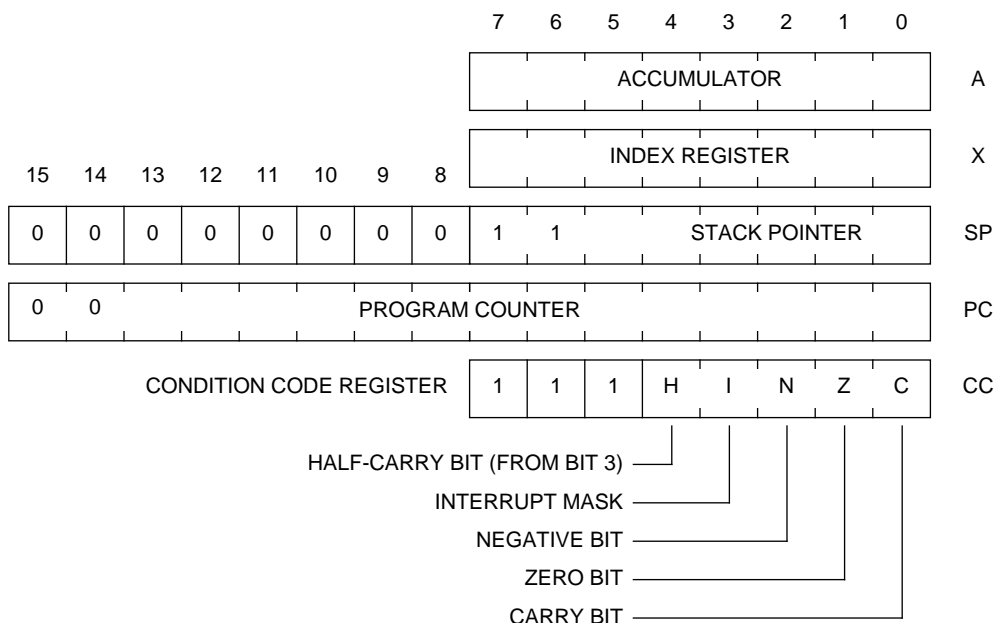 7 6 5 4 3 2 1 0
ACCUMULATOR A
INDEX REGISTER X
15 14 13 12 11 10 9 8
0 0 0 0 0 0 0 0 1 1 STACK POINTER SP
0 0 PROGRAM COUNTER PC
CONDITION CODE REGISTER 1 1 1 H I N Z C CC
HALF-CARRY BIT (FROM BIT 3)
INTERRUPT MASK
NEGATIVE BIT
ZERO BIT
CARRY BIT